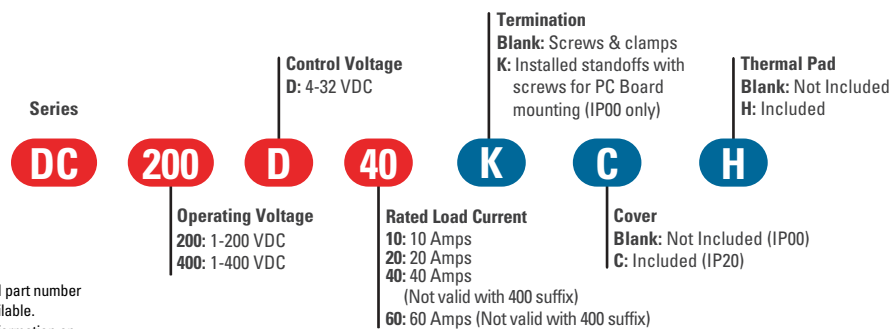 Termination
Blank: Screws & clamps
K: Installed standoffs with
screws for PC Board
mounting (IP00 only)
Control Voltage
D: 4-32 VDC
Thermal Pad
Blank: Not Included
H: Included
Series
DC 200 D 40 K C H
Operating Voltage
200: 1-200 VDC
400: 1-400 VDC
Rated Load Current
10: 10 Amps
20: 20 Amps
40: 40 Amps
(Not valid with 400 suffix)
60: 60 Amps (Not valid with 400 suffix)
Cover
Blank: Not Included (IP00)
C: Included (IP20)
part number